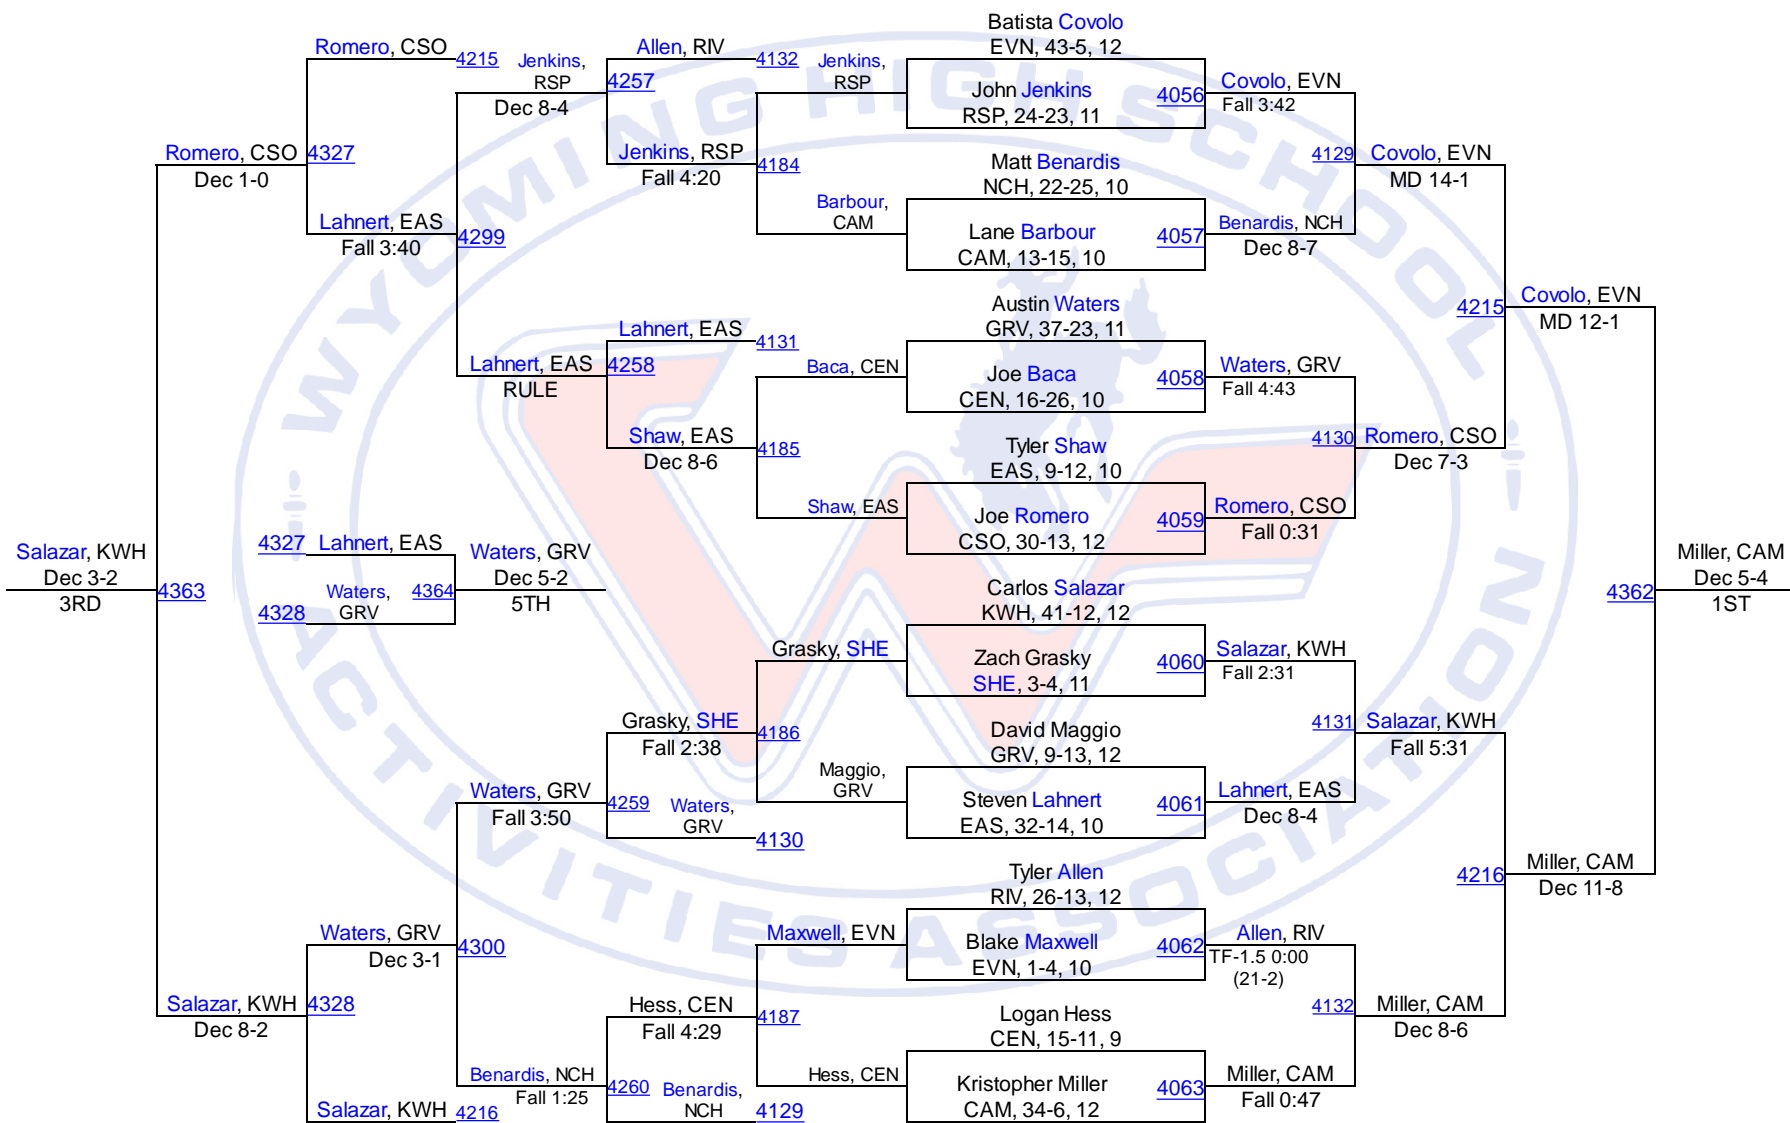 Batista Covolo
EVN, 43-5, 12
John Jenkins
RSP, 24-23, 11
4056
Matt Benardis
NCH, 22-25, 10
Lane Barbour
CAM, 13-15, 10
4057
Austin Waters
GRV, 37-23, 11
Joe Baca
CEN, 16-26, 10
4058
Tyler Shaw
EAS, 9-12, 10
Joe Romero
CSO, 30-13, 12
4059
Carlos Salazar
KWH, 41-12, 12
Zach Grasky
SHE, 3-4, 11
4060
David Maggio
GRV, 9-13, 12
Steven Lahnert
EAS, 32-14, 10
4061
Tyler Allen
RIV, 26-13, 12
Blake Maxwell
EVN, 1-4, 10
4062
Logan Hess
CEN, 15-11, 9
Kristopher Miller
CAM, 34-6, 12
4063
Covolo, EVN
Fall 3:42
4129
Benardis, NCH
Dec 8-7
Waters, GRV
Fall 4:43
4130
Romero, CSO
Fall 0:31
Salazar, KWH
Fall 2:31
4131
Lahnert, EAS
Dec 8-4
Allen, RIV
TF-1.5 0:00
(21-2)
4132
Miller, CAM
Fall 0:47
Covolo, EVN
MD 14-1
4215
Romero, CSO
Dec 7-3
Salazar, KWH
Fall 5:31
4216
Miller, CAM
Dec 8-6
Covolo, EVN
MD 12-1
4362
Miller, CAM
Dec 11-8
Miller, CAM
Dec 5-4
1ST
Jenkins,
RSP
4184
Barbour,
CAM
Baca, CEN
4185
Shaw, EAS
Grasky, SHE
4186
Maggio,
GRV
Maxwell, EVN
4187
Hess, CEN
Allen, RIV
4132
4257
Jenkins, RSP
Fall 4:20
Lahnert, EAS
4131
4258
Shaw, EAS
Dec 8-6
Grasky, SHE
Fall 2:38
4259
Waters,
GRV
4130
Hess, CEN
Fall 4:29
4260
Benardis,
NCH
4129
Jenkins,
RSP
Dec 8-4
4299
Lahnert, EAS
RULE
Waters, GRV
Fall 3:50
4300
Benardis, NCH
Fall 1:25
Romero, CSO
4215
4327
Lahnert, EAS
Fall 3:40
Waters, GRV
Dec 3-1
4328
Salazar, KWH
4216
Romero, CSO
Dec 1-0
4363
Salazar, KWH
Dec 8-2
Salazar, KWH
Dec 3-2
3RD
4327
Lahnert, EAS
4328
Waters,
GRV
4364
Waters, GRV
Dec 5-2
5TH
WYOMING HIGH SCHOOL
ACTIVITIES ASSOCIATION